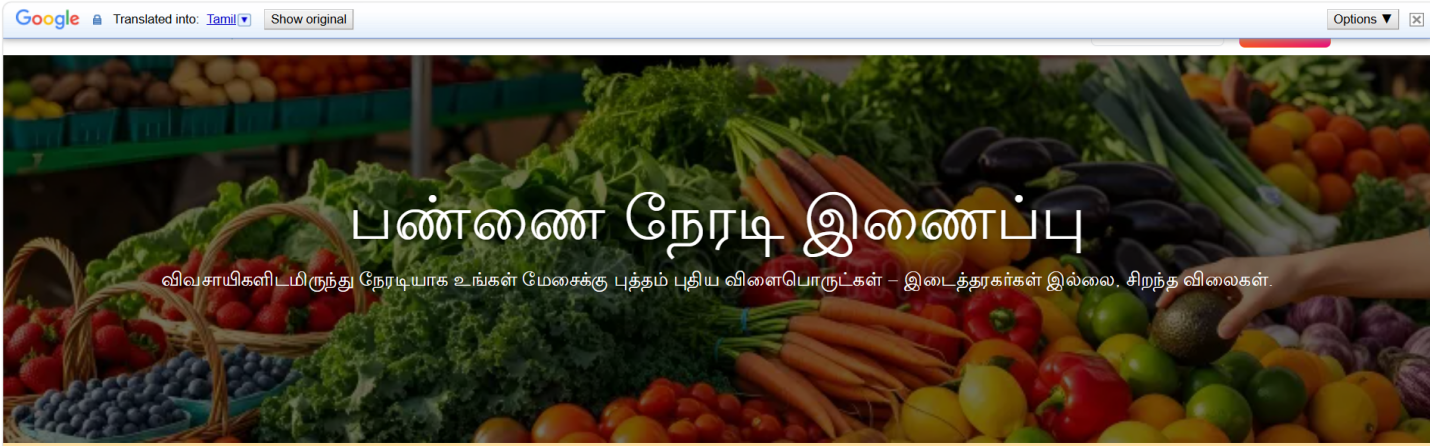 Google Translated into: Tamil Show original Options ▼
பண்ணை நேரடி இணைப்பு
விவசாயிகளிடமிருந்து நேரடியாக உங்கள் மேசைக்கு புத்தம் புதிய விளைபொருட்கள் – இடைத்தரகர்கள் இல்லை, சிறந்த விலைகள்.